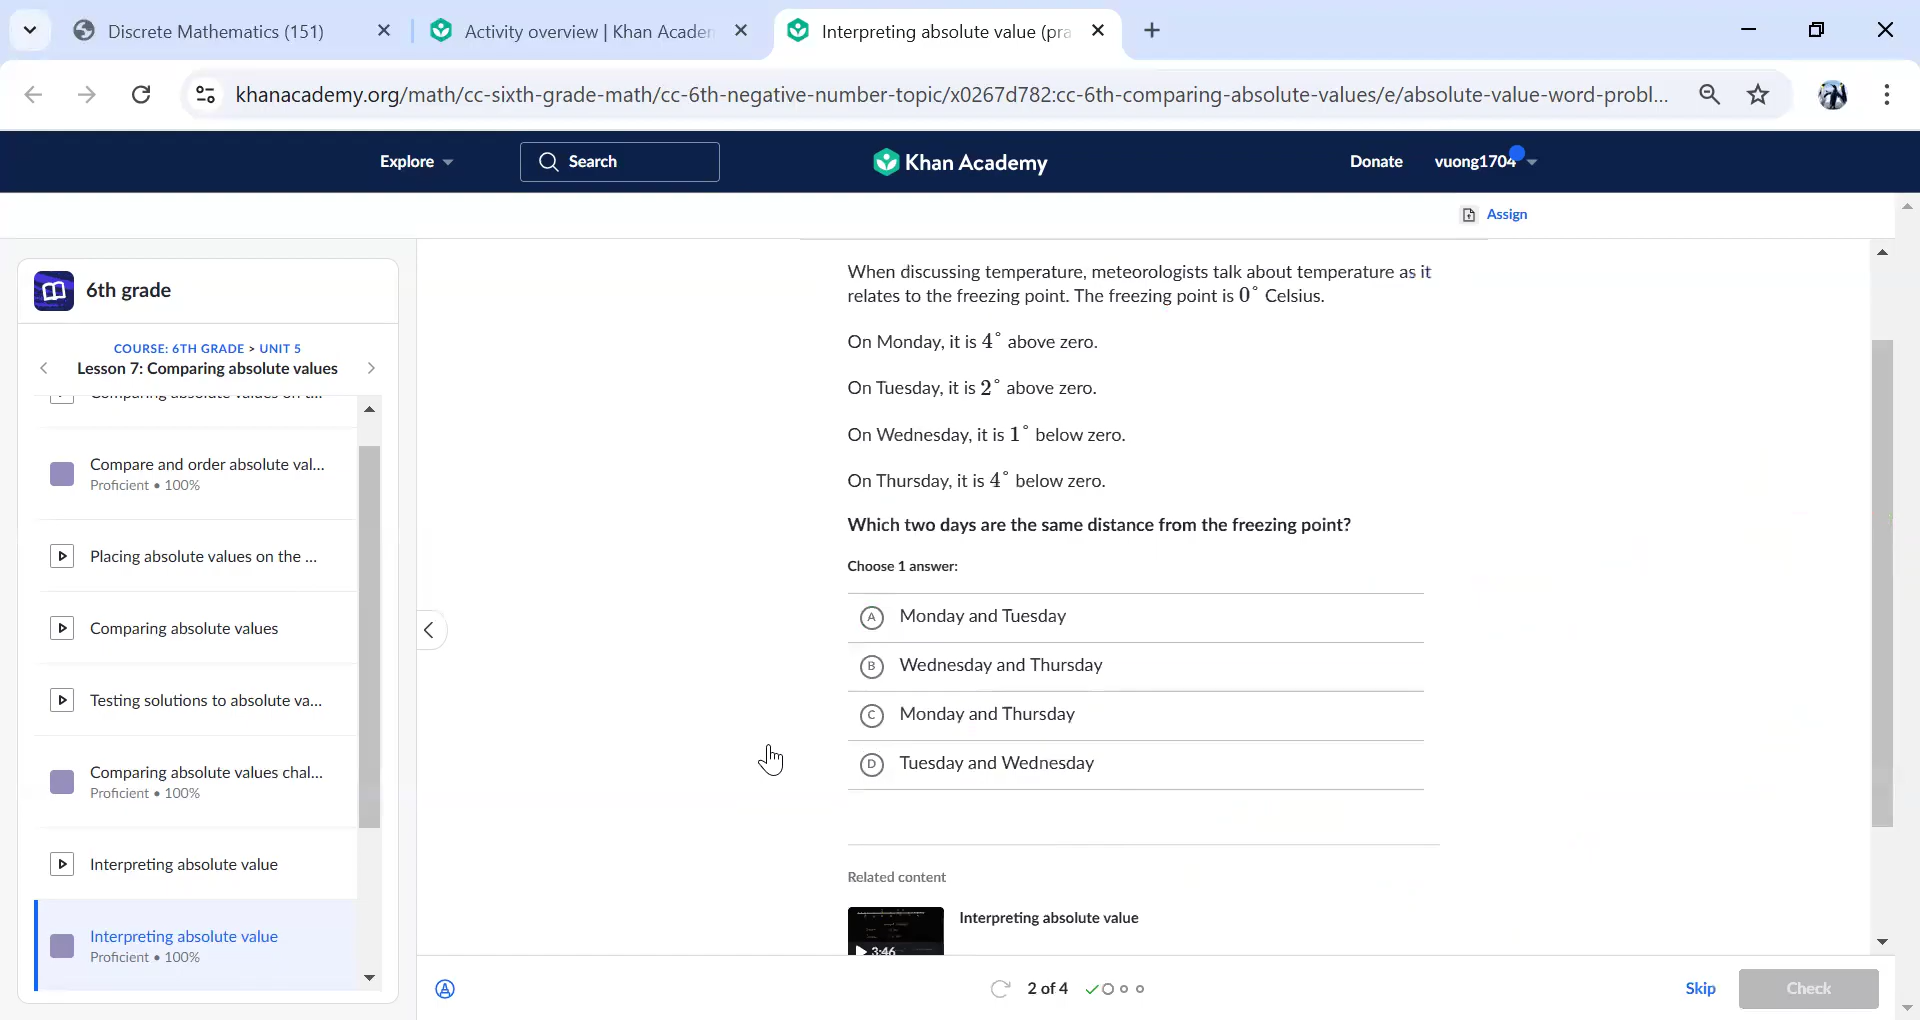 Discrete Mathematics (151)
Activity overview | Khan Acader
Interpreting absolute value (pra
khanacademy.org/math/cc-sixth-grade-math/cc-6th-negative-number-topic/x0267d782:cc-6th-comparing-absolute-values/e/absolute-value-word-probl...
Explore
Search
Khan Academy
Donate
vuong1704
Assign
6th grade
COURSE: 6TH GRADE > UNIT 5
Lesson 7: Comparing absolute values
Comparing absolute values on t...
Compare and order absolute val...
Proficient • 100%
Placing absolute values on the ...
Comparing absolute values
Testing solutions to absolute va...
Comparing absolute values chal...
Proficient • 100%
Interpreting absolute value
Interpreting absolute value
Proficient • 100%
When discussing temperature, meteorologists talk about temperature as it
relates to the freezing point. The freezing point is 0° Celsius.
On Monday, it is 4° above zero.
On Tuesday, it is 2° above zero.
On Wednesday, it is 1° below zero.
On Thursday, it is 4° below zero.
Which two days are the same distance from the freezing point?
Choose 1 answer:
A Monday and Tuesday
B Wednesday and Thursday
C Monday and Thursday
D Tuesday and Wednesday
Related content
Interpreting absolute value
3:46
2 of 4
Skip
Check